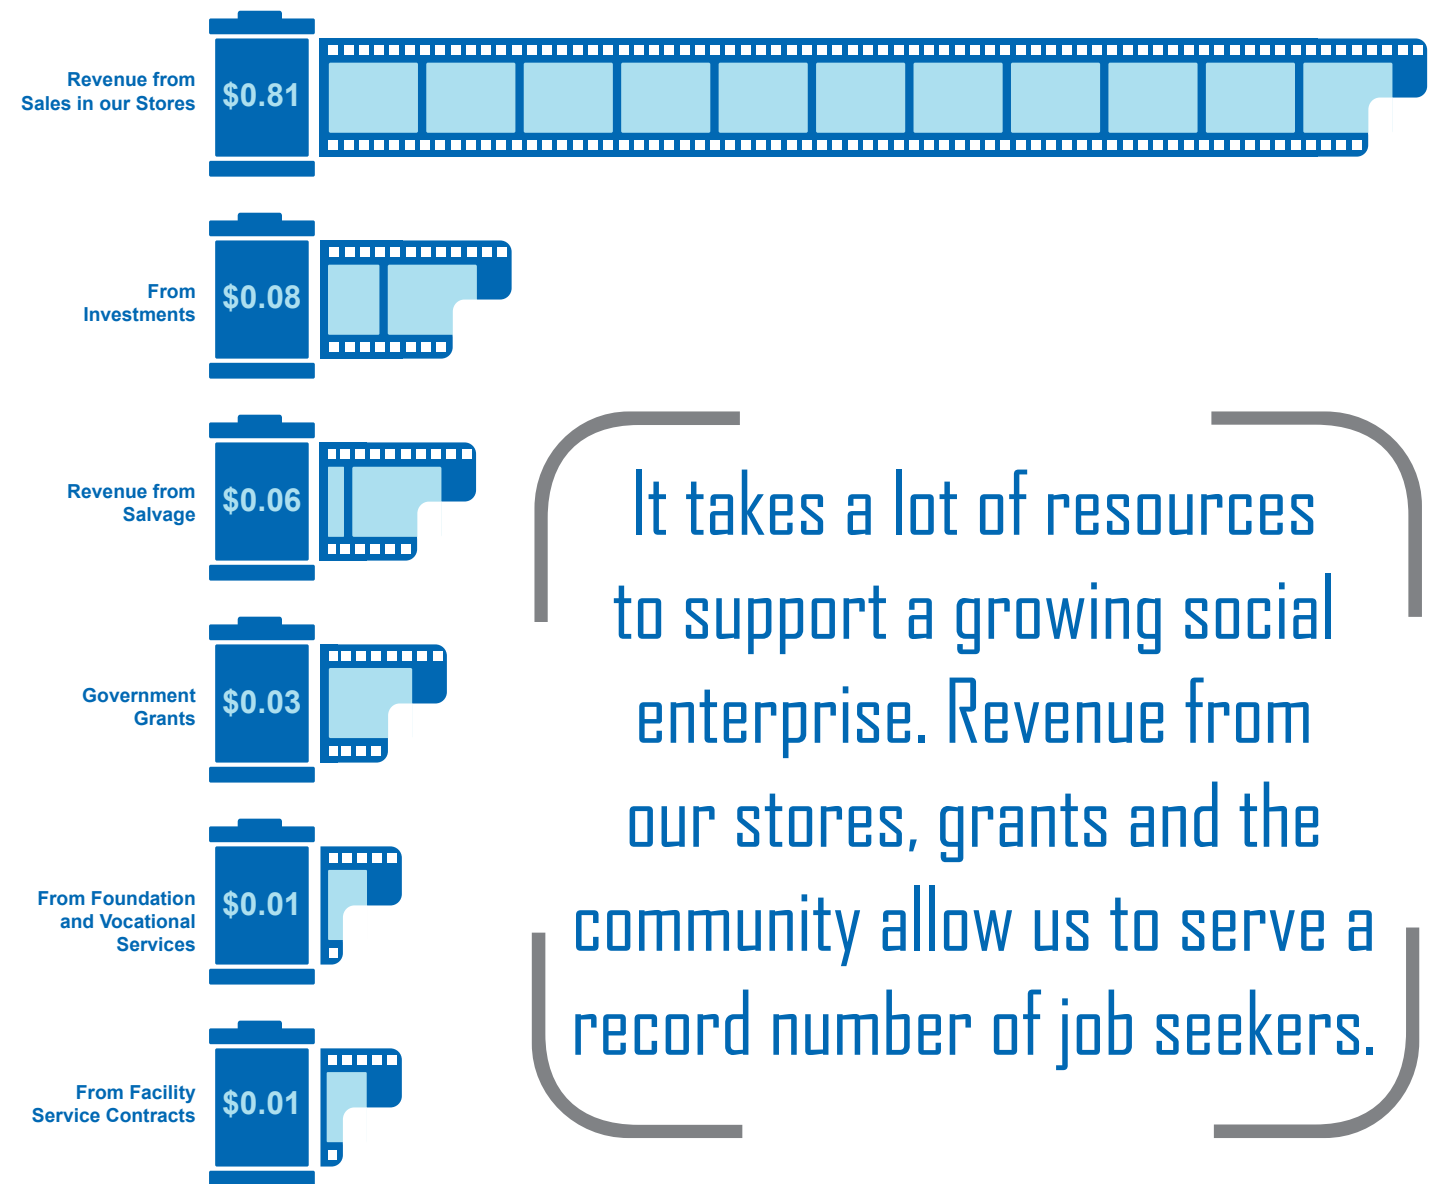 Revenue from
Sales in our Stores
$0.81
From
Investments
$0.08
Revenue from
Salvage
$0.06
Government
Grants
$0.03
From Foundation
and Vocational
Services
$0.01
From Facility
Service Contracts
$0.01
It takes a lot of resources
to support a growing social
enterprise. Revenue from
our stores, grants and the
community allow us to serve a
record number of job seekers.